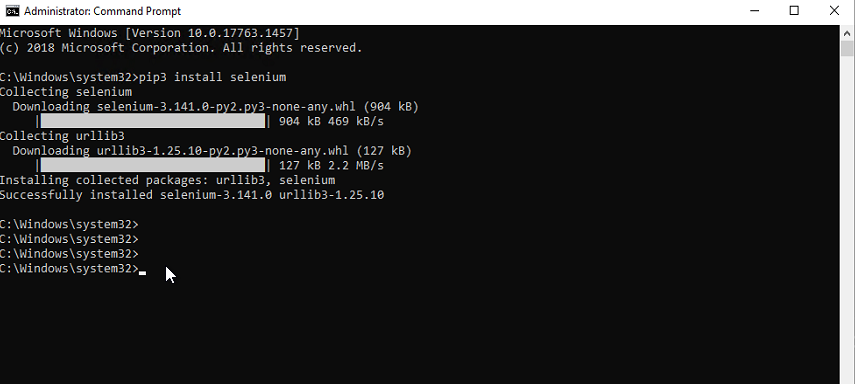 Administrator: Command Prompt
Microsoft Windows [Version 10.0.17763.1457]
(c) 2018 Microsoft Corporation. All rights reserved.
C:\Windows\system32>pip3 install selenium
Collecting selenium
  Downloading selenium-3.141.0-py2.py3-none-any.whl (904 kB)
     || 904 kB 469 kB/s
Collecting urllib3
  Downloading urllib3-1.25.10-py2.py3-none-any.whl (127 kB)
     || 127 kB 2.2 MB/s
Installing collected packages: urllib3, selenium
Successfully installed selenium-3.141.0 urllib3-1.25.10
C:\Windows\system32>
C:\Windows\system32>
C:\Windows\system32>
C:\Windows\system32>